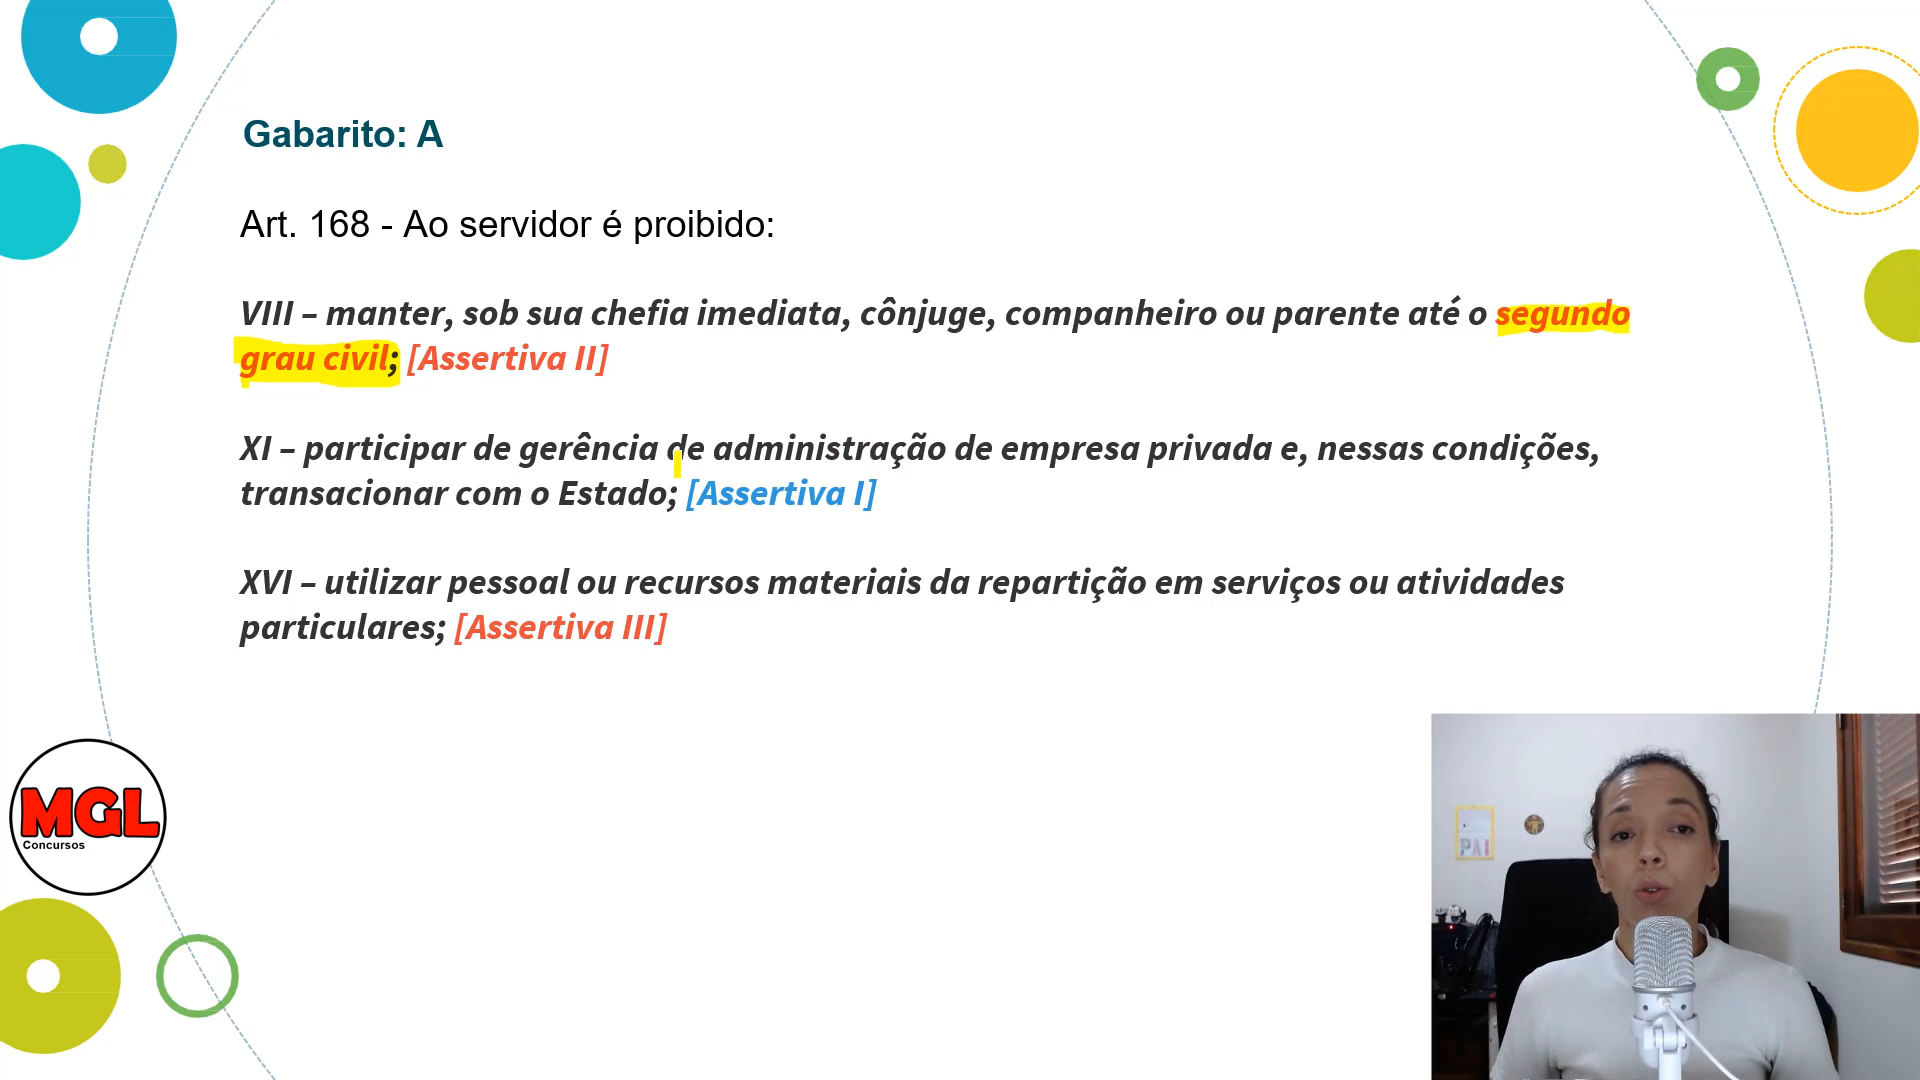 Gabarito: A
Art. 168 - Ao servidor é proibido:
VIII – manter, sob sua chefia imediata, cônjuge, companheiro ou parente até o segundo
grau civil; [Assertiva II]
XI – participar de gerência de administração de empresa privada e, nessas condições,
transacionar com o Estado; [Assertiva I]
XVI – utilizar pessoal ou recursos materiais da repartição em serviços ou atividades
particulares; [Assertiva III]
MGL
Concursos
PAI